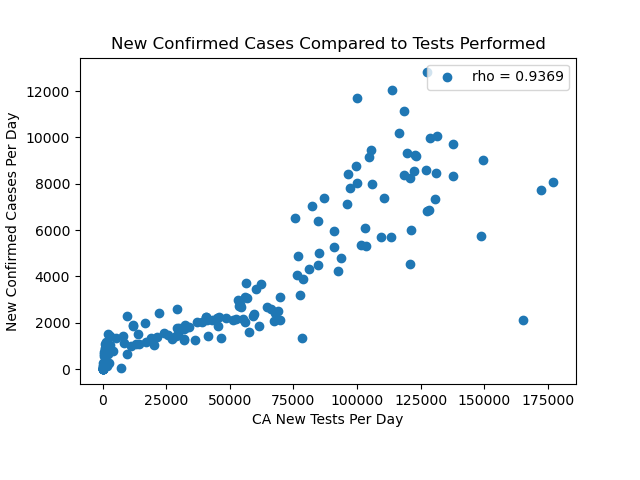 New Confirmed Cases Compared to Tests Performed
rho = 0.9369
12000
10000
8000
6000
4000
2000
0
New Confirmed Caeses Per Day
0 25000 50000 75000 100000 125000 150000 175000
CA New Tests Per Day